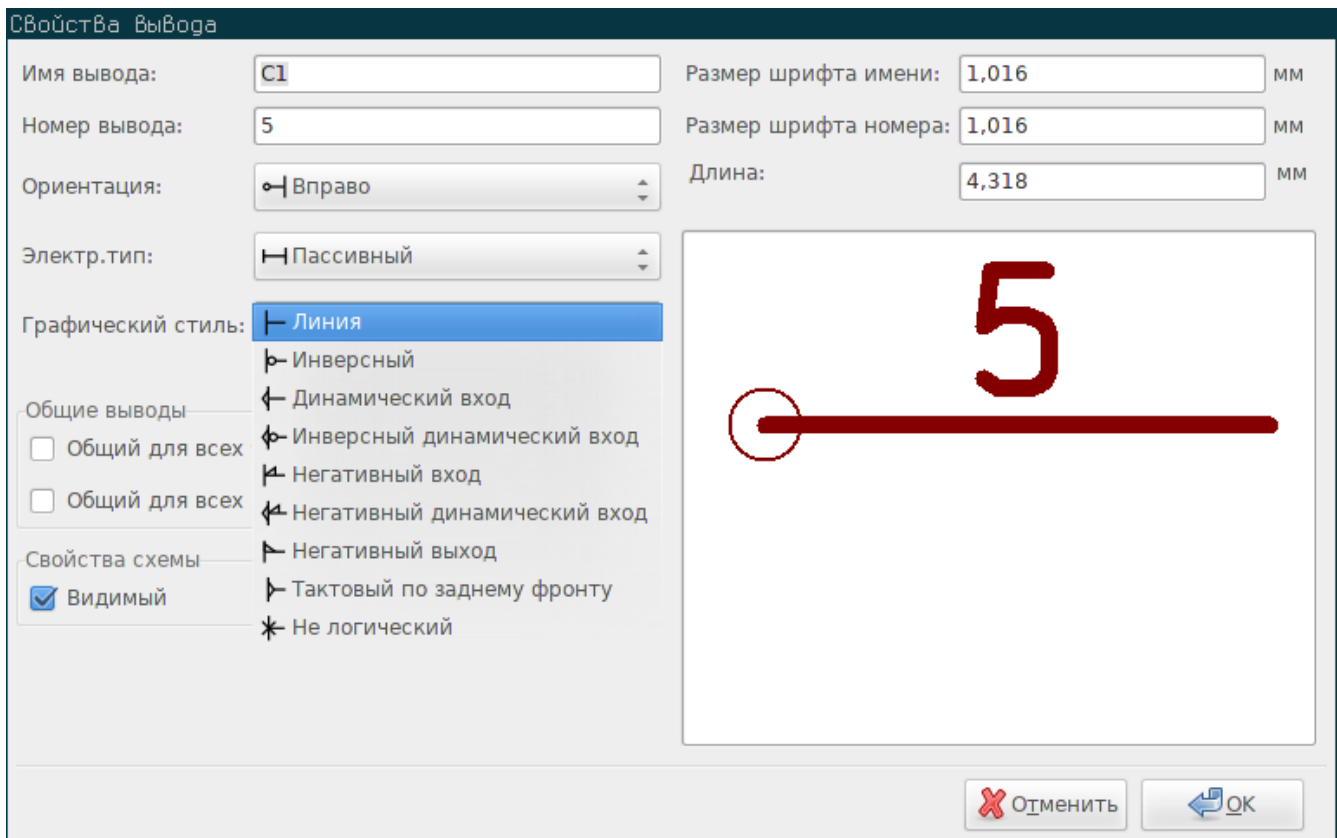 Свойства вывода
Имя вывода: C1 Размер шрифта имени: 1,016 мм
Номер вывода: 5 Размер шрифта номера: 1,016 мм
Ориентация: Вправо Длина: 4,318 мм
Электр.тип: Пассивный
5
Графический стиль: Линия
Инверсный
Динамический вход
Инверсный динамический вход
Негативный вход
Негативный динамический вход
Негативный выход
Тактовый по заднему фронту
Не логический
Общие выводы
Общий для всех
Общий для всех
Свойства схемы
Видимый
Отменить OK